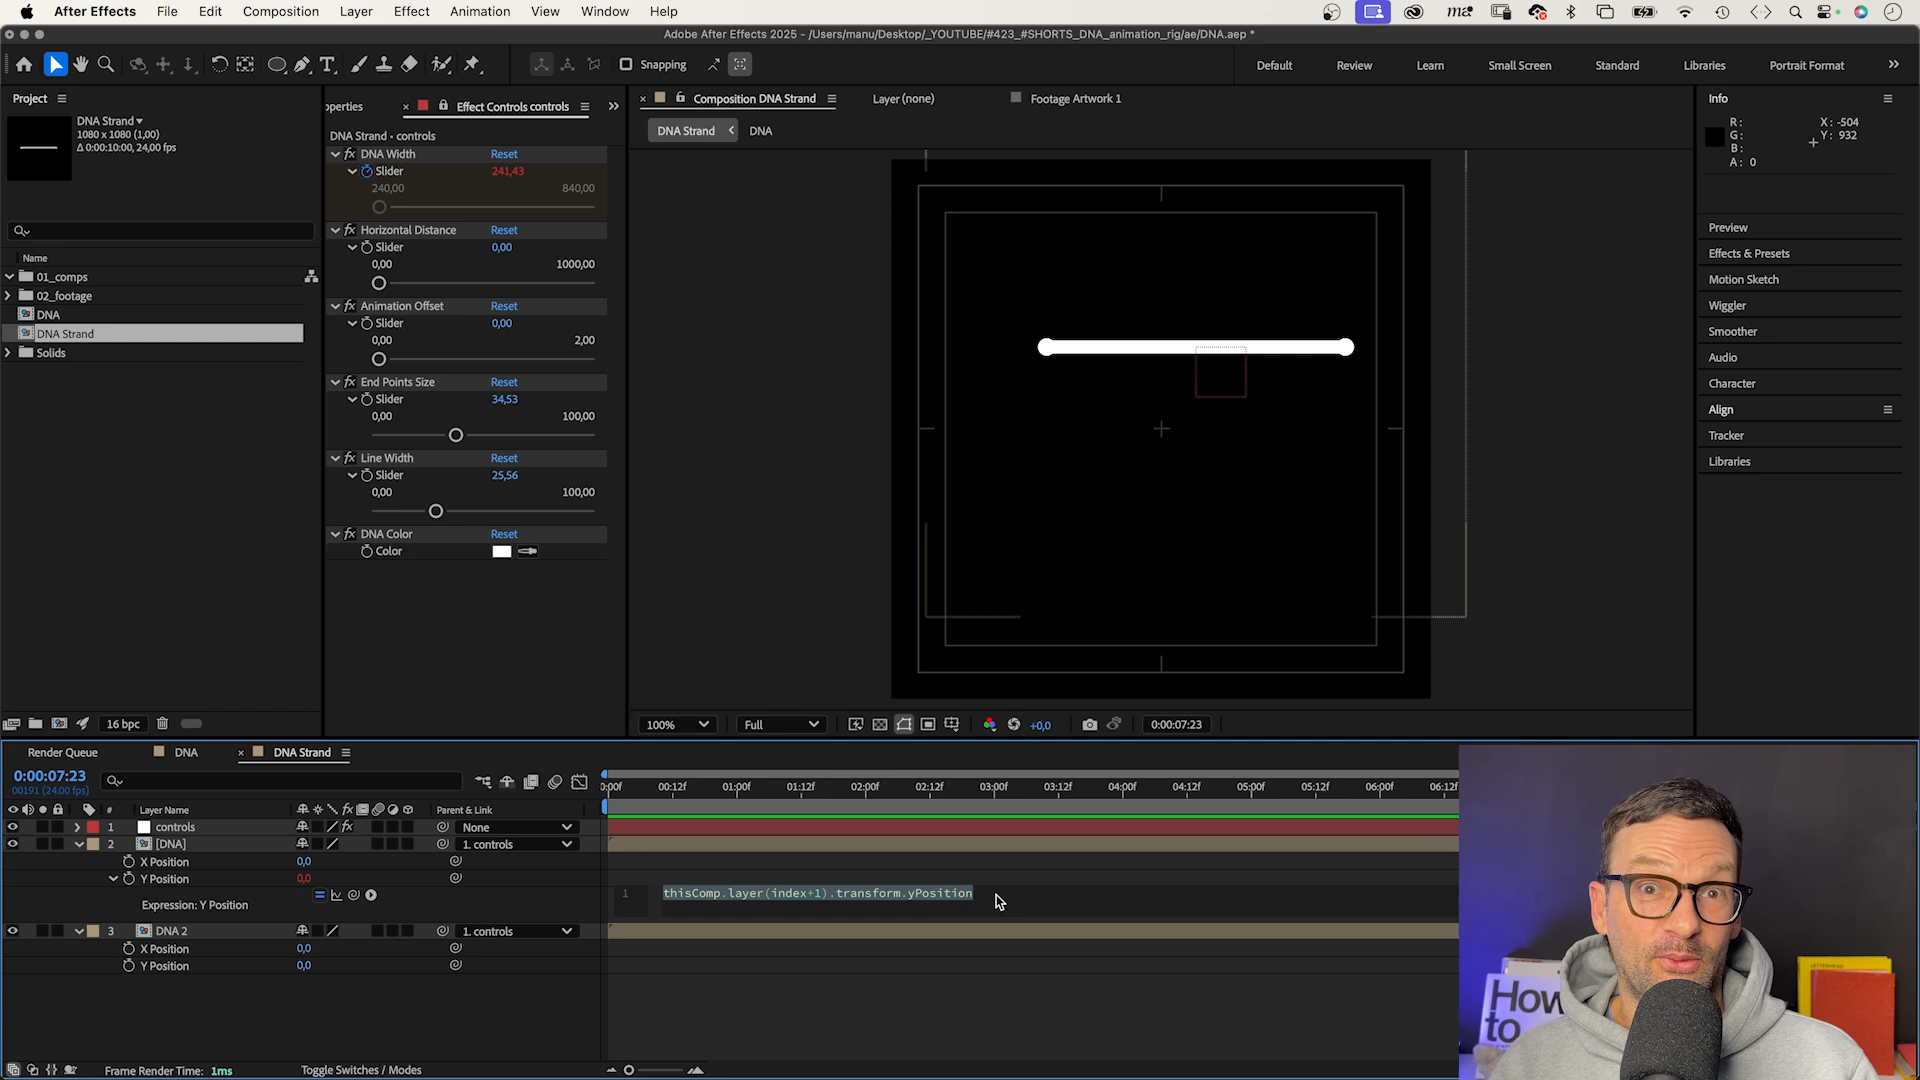 After Effects File Edit Composition Layer Effect Animation View Window Help
Adobe After Effects 2025 - /Users/manu/Desktop/_YOUTUBE/#423_#SHORTS_DNA_animation_rig/ae/DNA.aep *
Snapping
Default Review Learn Small Screen Standard Libraries Portrait Format
Project
DNA Strand
1080 x 1080 (1,00)
Δ 0:00:10:00, 24,00 fps
Name
01_comps
02_footage
DNA
DNA Strand
Solids
16 bpc
operties
Effect Controls controls
DNA Strand • controls
fx DNA Width Reset
Slider 241,43
240,00 840,00
fx Horizontal Distance Reset
Slider 0,00
0,00 1000,00
fx Animation Offset Reset
Slider 0,00
0,00 2,00
fx End Points Size Reset
Slider 34,53
0,00 100,00
fx Line Width Reset
Slider 25,56
0,00 100,00
fx DNA Color Reset
Color
Composition DNA Strand
Layer (none)
Footage Artwork 1
DNA Strand DNA
100% Full +0,0 0:00:07:23
Info
R:
G:
B:
A: 0
X: -504
Y: 932
Preview
Effects & Presets
Motion Sketch
Wiggler
Smoother
Audio
Character
Align
Tracker
Libraries
Render Queue DNA DNA Strand
0:00:07:23
00191 (24.00 fps)
:00f 00:12f 01:00f 01:12f 02:00f 02:12f 03:00f 03:12f 04:00f 04:12f 05:00f 05:12f 06:00f 06:12f
# Layer Name fx Parent & Link
1 controls fx None
2 [DNA] 1. controls
X Position 0,0
Y Position 0,0
Expression: Y Position
1 thisComp.layer(index+1).transform.yPosition
3 DNA 2 1. controls
X Position 0,0
Y Position 0,0
Frame Render Time: 1ms
Toggle Switches / Modes
How
to